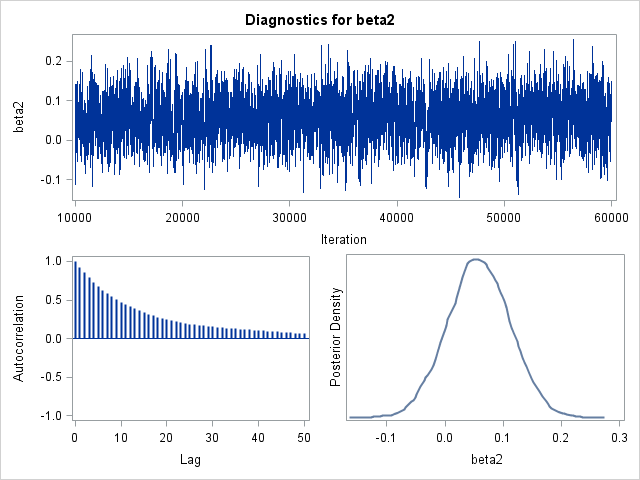 Diagnostics for beta2
beta2
0.2
0.1
0.0
-0.1
10000 20000 30000 40000 50000 60000
Iteration
Autocorrelation
1.0
0.5
0.0
-0.5
-1.0
0 10 20 30 40 50
Lag
Posterior Density
-0.1 0.0 0.1 0.2 0.3
beta2